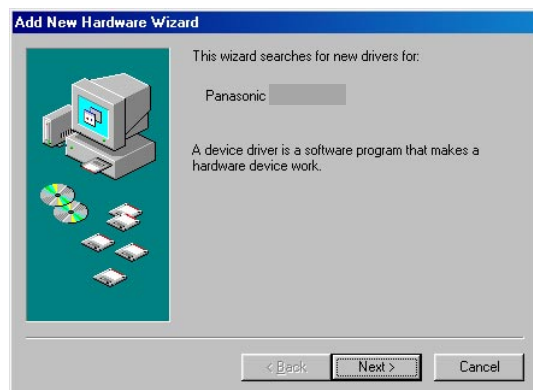 Add New Hardware Wizard
This wizard searches for new drivers for:
Panasonic
A device driver is a software program that makes a
hardware device work.
< Back
Next >
Cancel